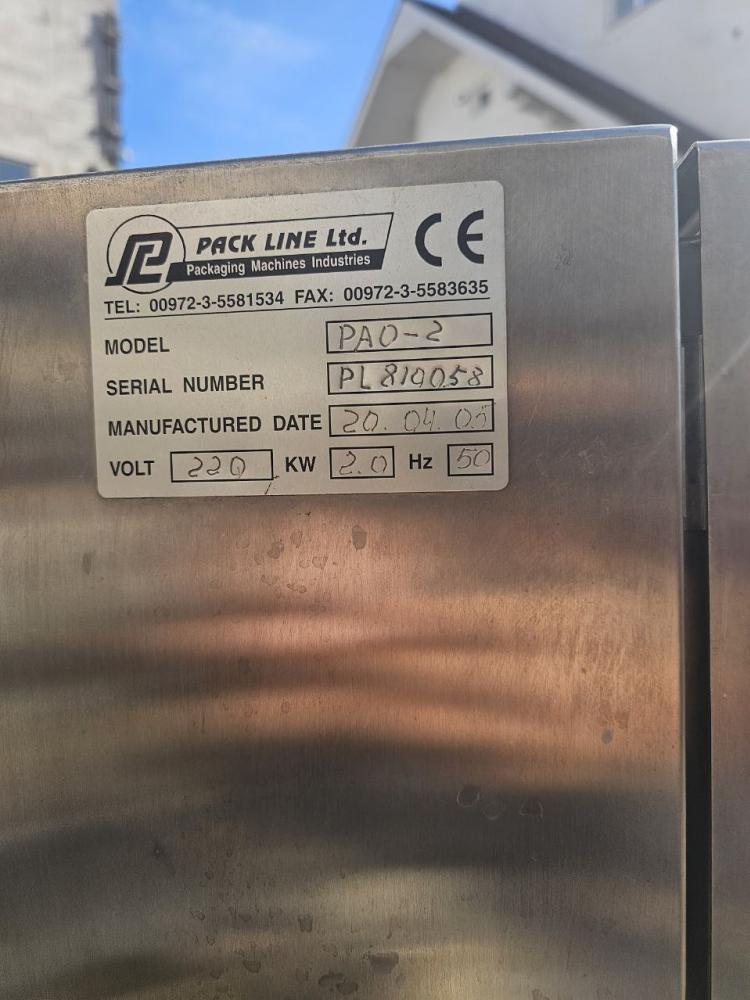 PL PACK LINE Ltd.
Packaging Machines Industries
CE
TEL: 00972-3-5581534 FAX: 00972-3-5583635
MODEL PAO-2
SERIAL NUMBER PL810058
MANUFACTURED DATE 20.04.05
VOLT 220 KW 2.0 Hz 50